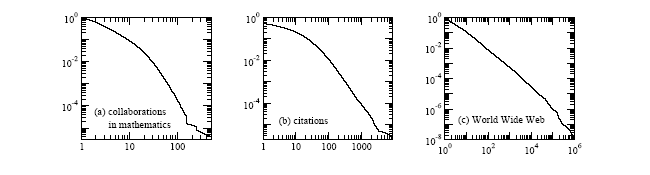 10^0
10^-2
10^-4
(a) collaborations
in mathematics
1 10 100
10^0
10^-2
10^-4
(b) citations
1 10 100 1000
10^0
10^-2
10^-4
10^-6
10^-8
(c) World Wide Web
10^0 10^2 10^4 10^6